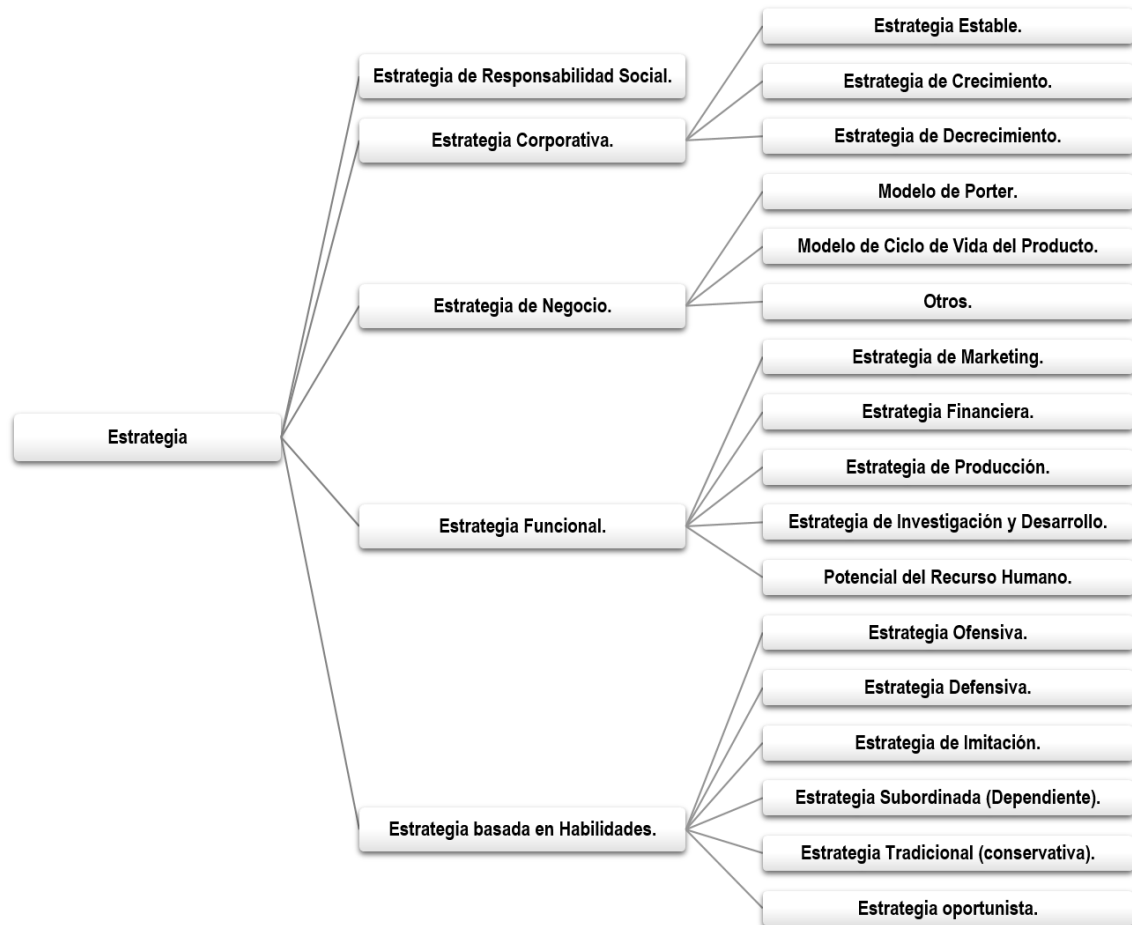 Estrategia
Estrategia de Responsabilidad Social.
Estrategia Corporativa.
Estrategia Estable.
Estrategia de Crecimiento.
Estrategia de Decrecimiento.
Estrategia de Negocio.
Modelo de Porter.
Modelo de Ciclo de Vida del Producto.
Otros.
Estrategia Funcional.
Estrategia de Marketing.
Estrategia Financiera.
Estrategia de Producción.
Estrategia de Investigación y Desarrollo.
Potencial del Recurso Humano.
Estrategia basada en Habilidades.
Estrategia Ofensiva.
Estrategia Defensiva.
Estrategia de Imitación.
Estrategia Subordinada (Dependiente).
Estrategia Tradicional (conservativa).
Estrategia oportunista.